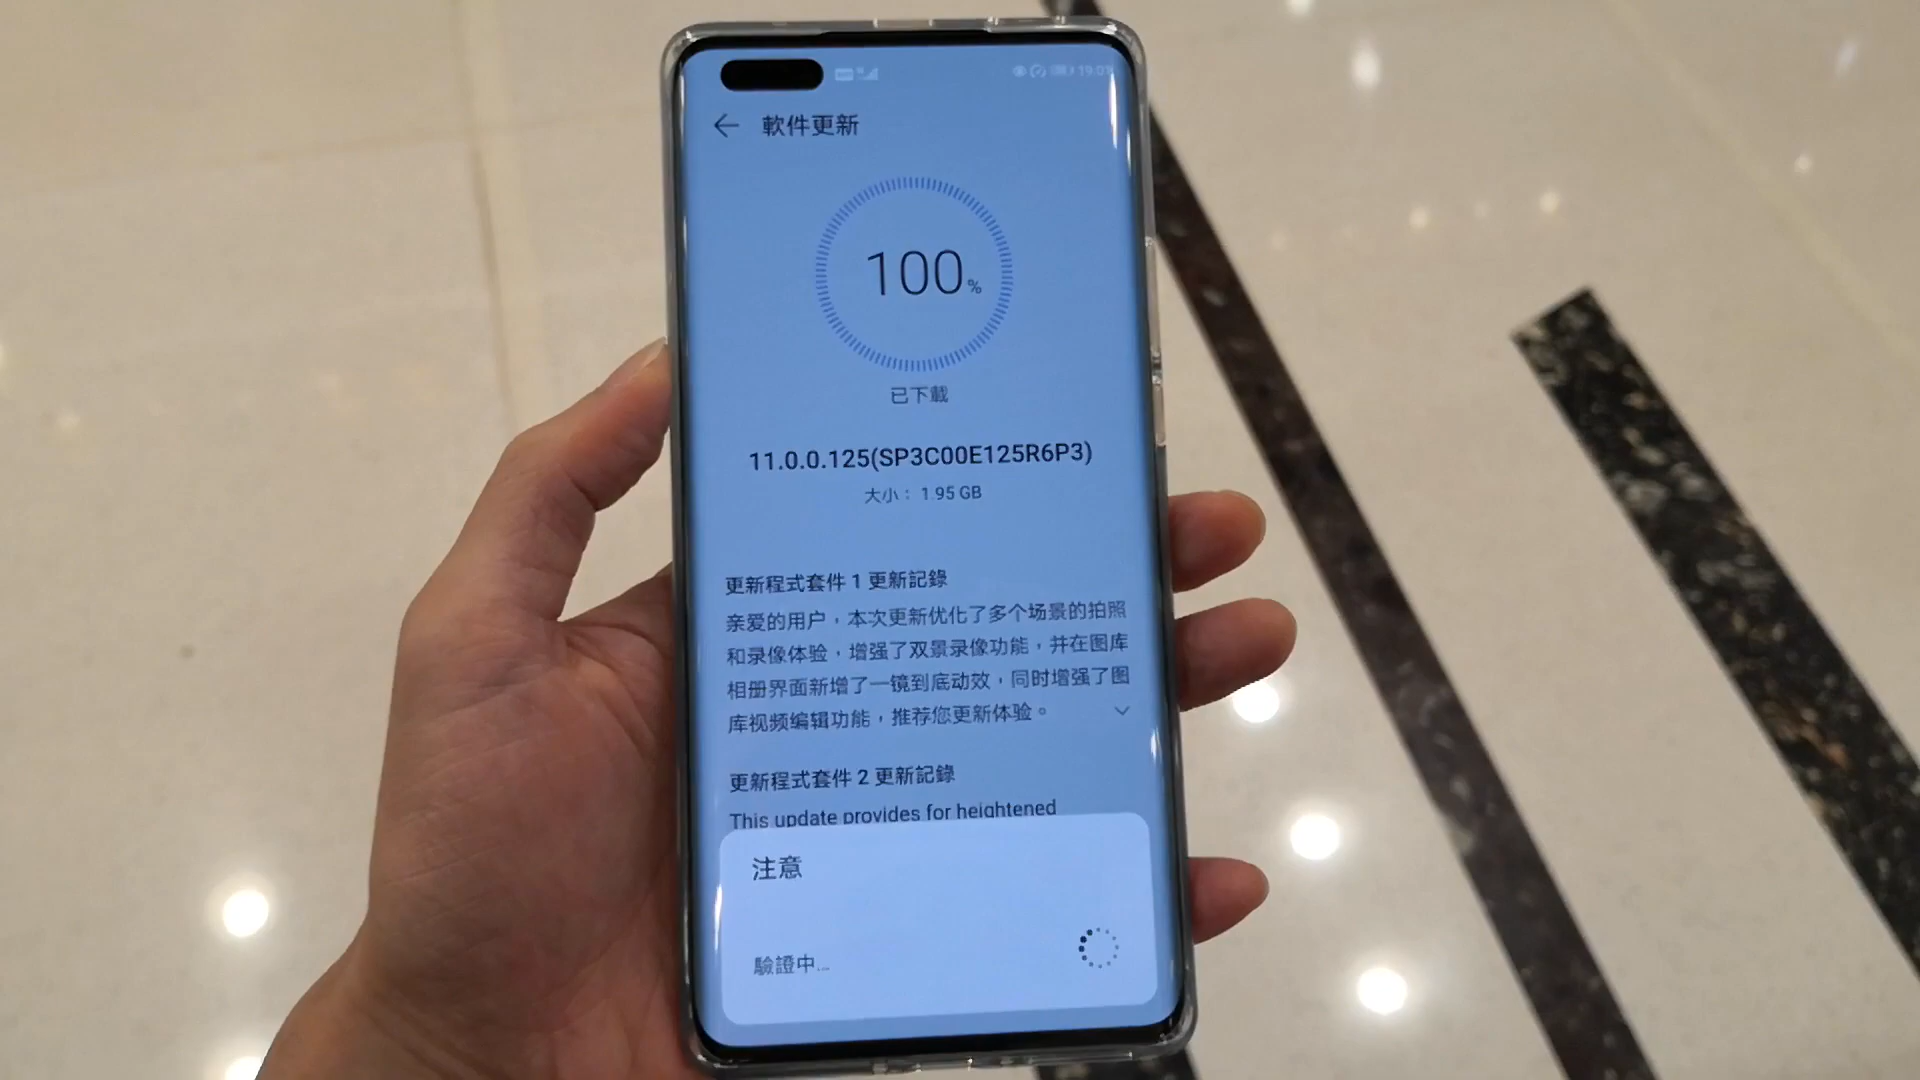 19:01
軟件更新
100%
已下載
11.0.0.125(SP3C00E125R6P3)
大小： 1.95 GB
更新程式套件 1 更新記錄
亲爱的用户，本次更新优化了多个场景的拍照
和录像体验，增强了双景录像功能，并在图库
相册界面新增了一镜到底动效，同时增强了图
库视频编辑功能，推荐您更新体验。
更新程式套件 2 更新記錄
This update provides for heightened
注意
驗證中...